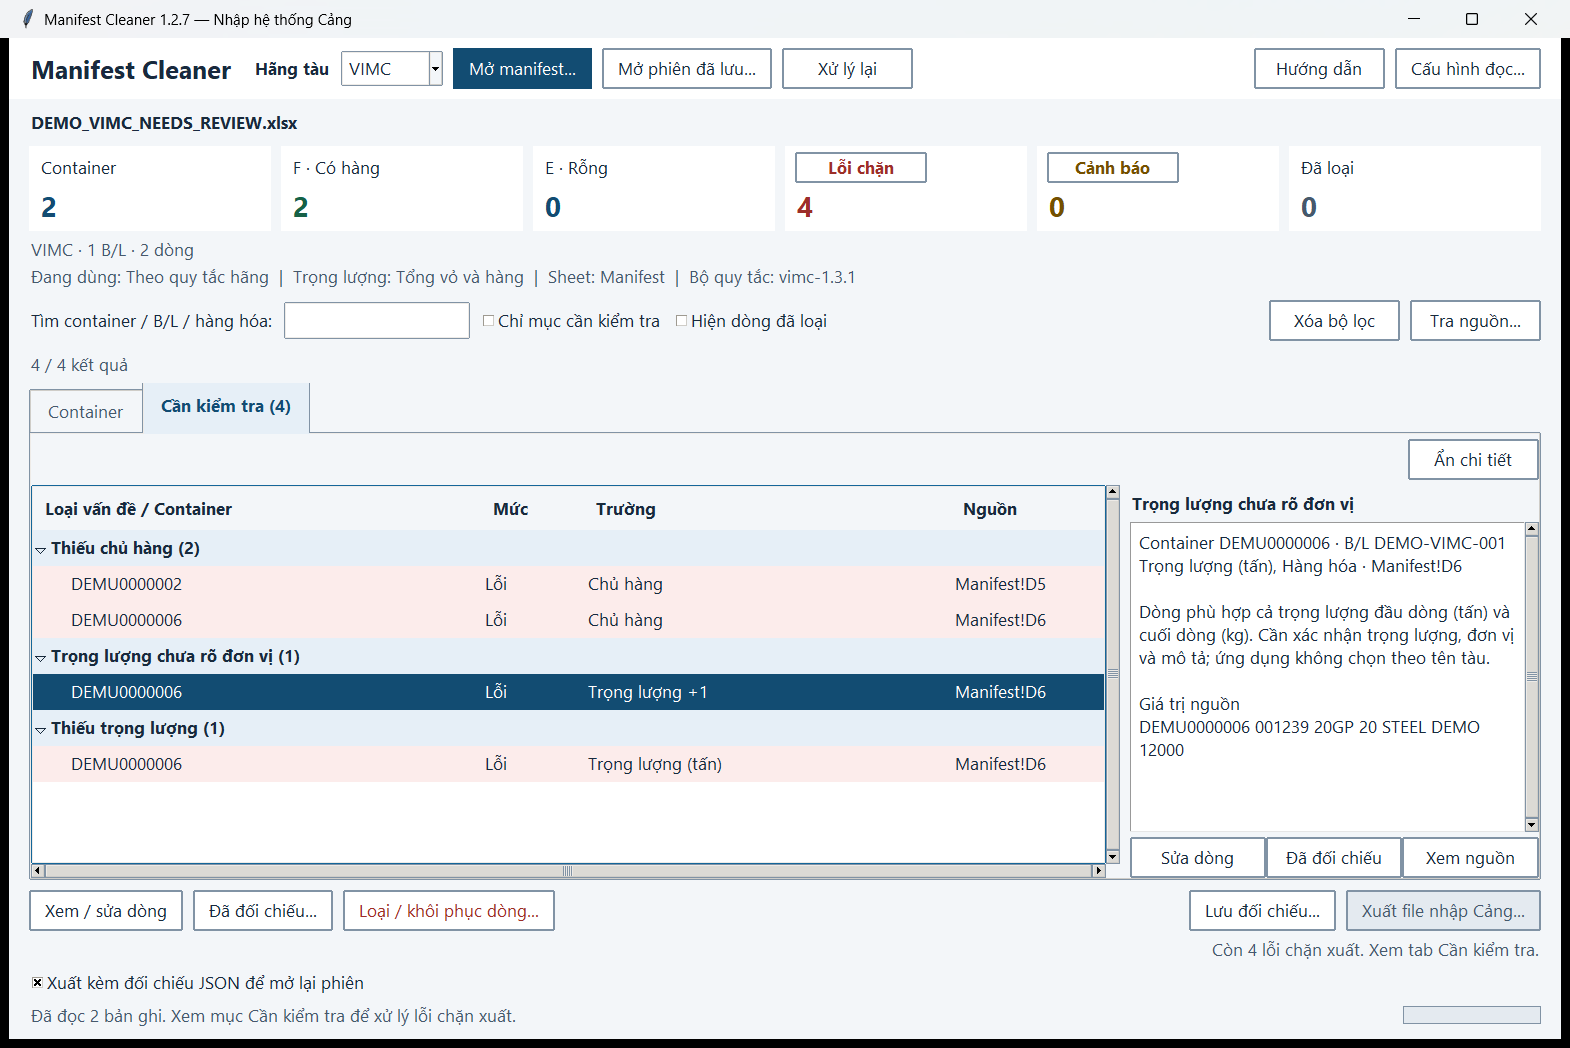 Manifest Cleaner 1.2.7 — Nhập hệ thống Cảng
Manifest Cleaner Hãng tàu VIMC Mở manifest... Mở phiên đã lưu... Xử lý lại Hướng dẫn Cấu hình đọc...
DEMO_VIMC_NEEDS_REVIEW.xlsx
Container F · Có hàng E · Rỗng Lỗi chặn Cảnh báo Đã loại
2 2 0 4 0 0
VIMC · 1 B/L · 2 dòng
Đang dùng: Theo quy tắc hãng | Trọng lượng: Tổng vỏ và hàng | Sheet: Manifest | Bộ quy tắc: vimc-1.3.1
Tìm container / B/L / hàng hóa: Chỉ mục cần kiểm tra Hiện dòng đã loại Xóa bộ lọc Tra nguồn...
4 / 4 kết quả
Container Cần kiểm tra (4)
Ẩn chi tiết
Loại vấn đề / Container Mức Trường Nguồn
Thiếu chủ hàng (2)
DEMU0000002 Lỗi Chủ hàng Manifest!D5
DEMU0000006 Lỗi Chủ hàng Manifest!D6
Trọng lượng chưa rõ đơn vị (1)
DEMU0000006 Lỗi Trọng lượng +1 Manifest!D6
Thiếu trọng lượng (1)
DEMU0000006 Lỗi Trọng lượng (tấn) Manifest!D6
Trọng lượng chưa rõ đơn vị
Container DEMU0000006 · B/L DEMO-VIMC-001
Trọng lượng (tấn), Hàng hóa · Manifest!D6
Dòng phù hợp cả trọng lượng đầu dòng (tấn) và
cuối dòng (kg). Cần xác nhận trọng lượng, đơn vị
và mô tả; ứng dụng không chọn theo tên tàu.
Giá trị nguồn
DEMU0000006 001239 20GP 20 STEEL DEMO
12000
Sửa dòng Đã đối chiếu Xem nguồn
Xem / sửa dòng Đã đối chiếu... Loại / khôi phục dòng... Lưu đối chiếu... Xuất file nhập Cảng...
Còn 4 lỗi chặn xuất. Xem tab Cần kiểm tra.
Xuất kèm đối chiếu JSON để mở lại phiên
Đã đọc 2 bản ghi. Xem mục Cần kiểm tra để xử lý lỗi chặn xuất.